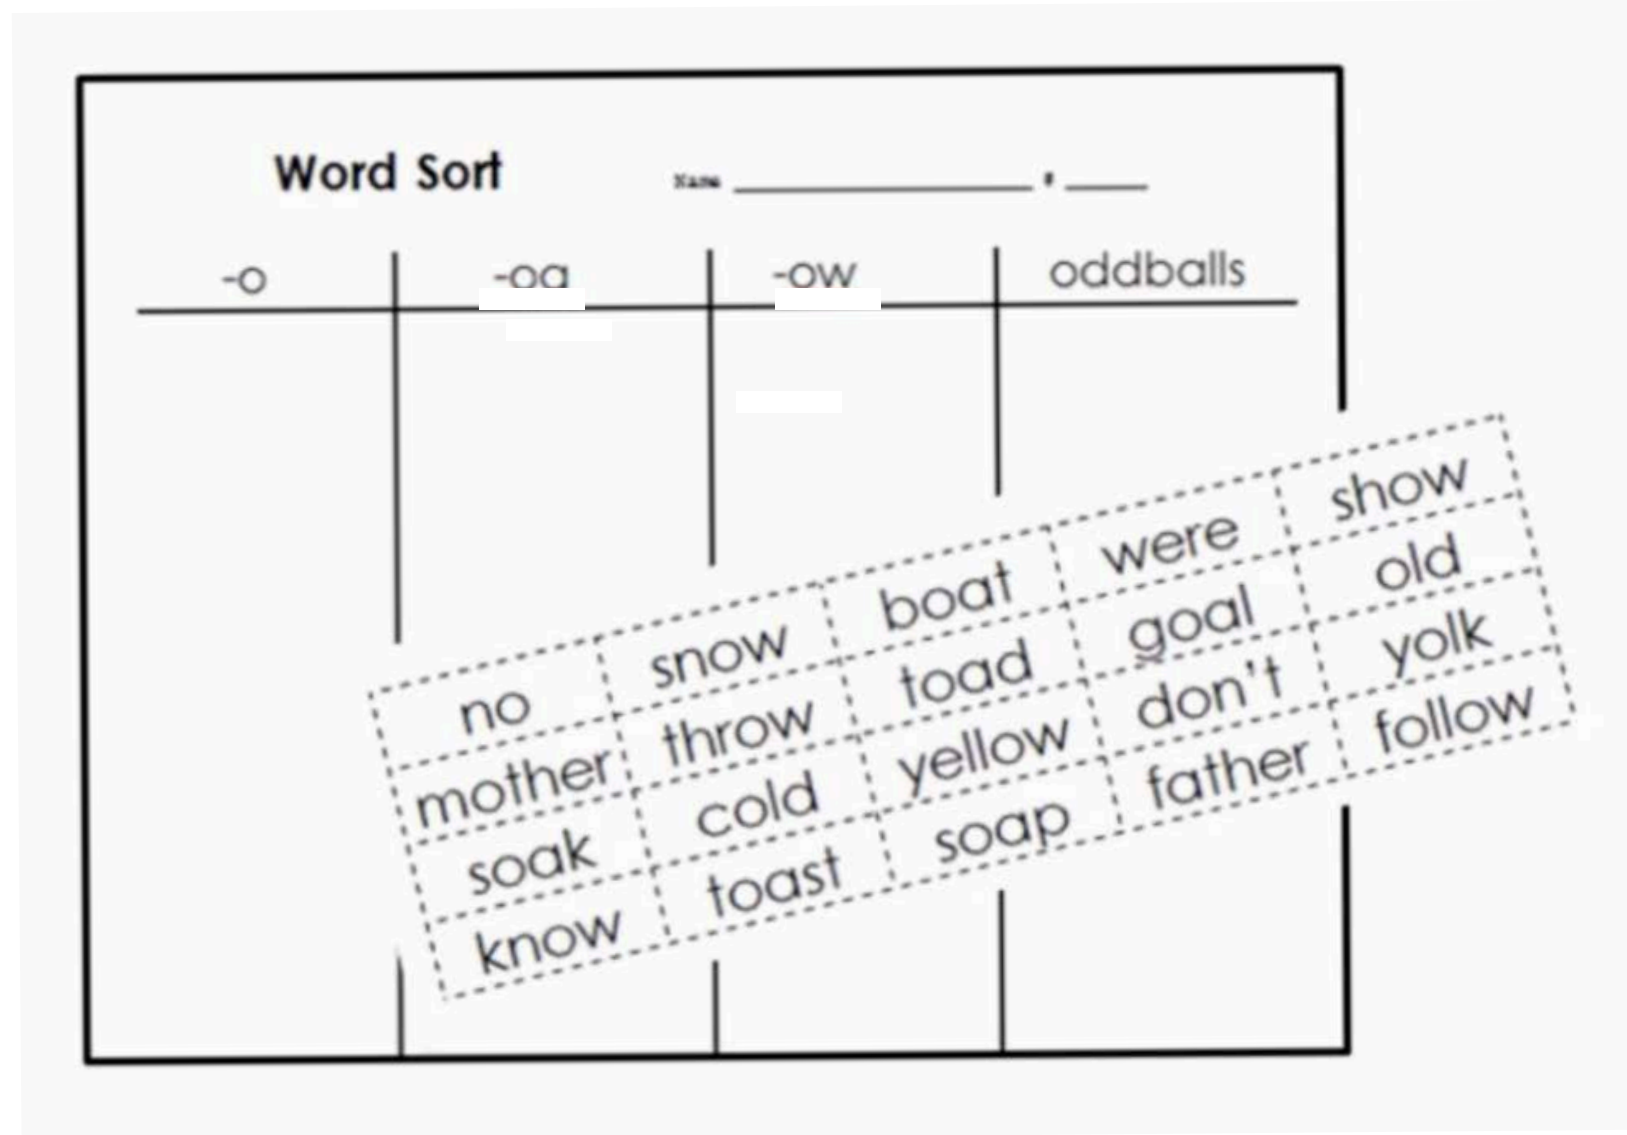 Word Sort Name #
-o -oa -ow oddballs
no snow boat were show
mother throw toad goal old
soak cold yellow don't yolk
know toast soap father follow